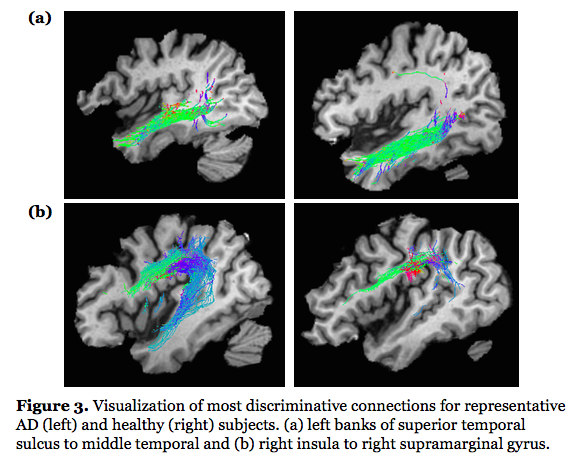 (a)
(b)
Figure 3. Visualization of most discriminative connections for representative
AD (left) and healthy (right) subjects. (a) left banks of superior temporal
sulcus to middle temporal and (b) right insula to right supramarginal gyrus.